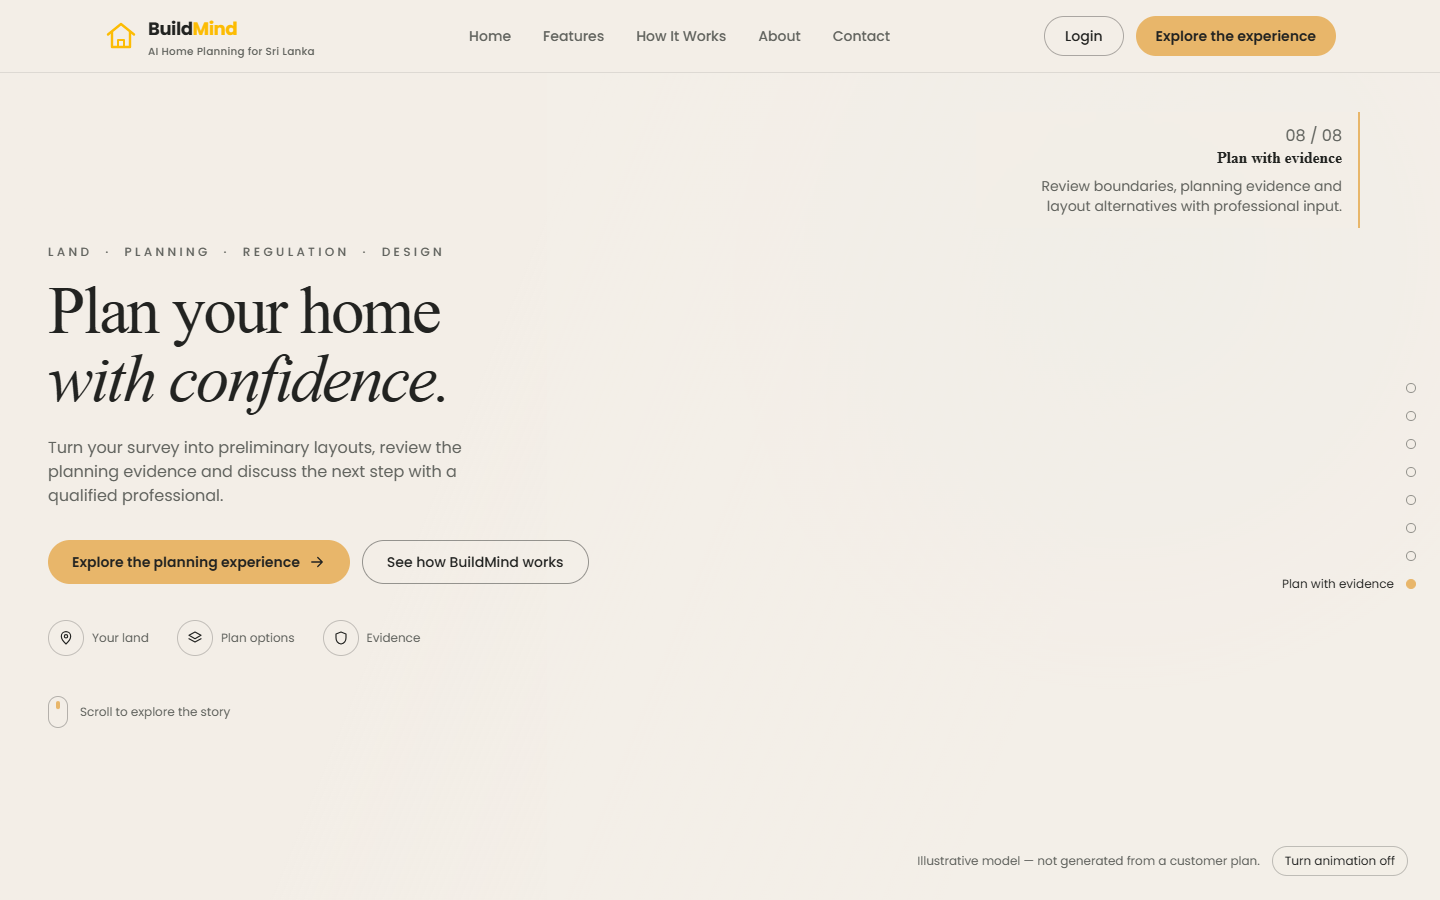 BuildMind
AI Home Planning for Sri Lanka
Home
Features
How It Works
About
Contact
Login
Explore the experience
08 / 08
Plan with evidence
Review boundaries, planning evidence and
layout alternatives with professional input.
LAND · PLANNING · REGULATION · DESIGN
Plan your home
with confidence.
Turn your survey into preliminary layouts, review the
planning evidence and discuss the next step with a
qualified professional.
Explore the planning experience →
See how BuildMind works
Plan with evidence
Your land
Plan options
Evidence
Scroll to explore the story
Illustrative model — not generated from a customer plan.
Turn animation off